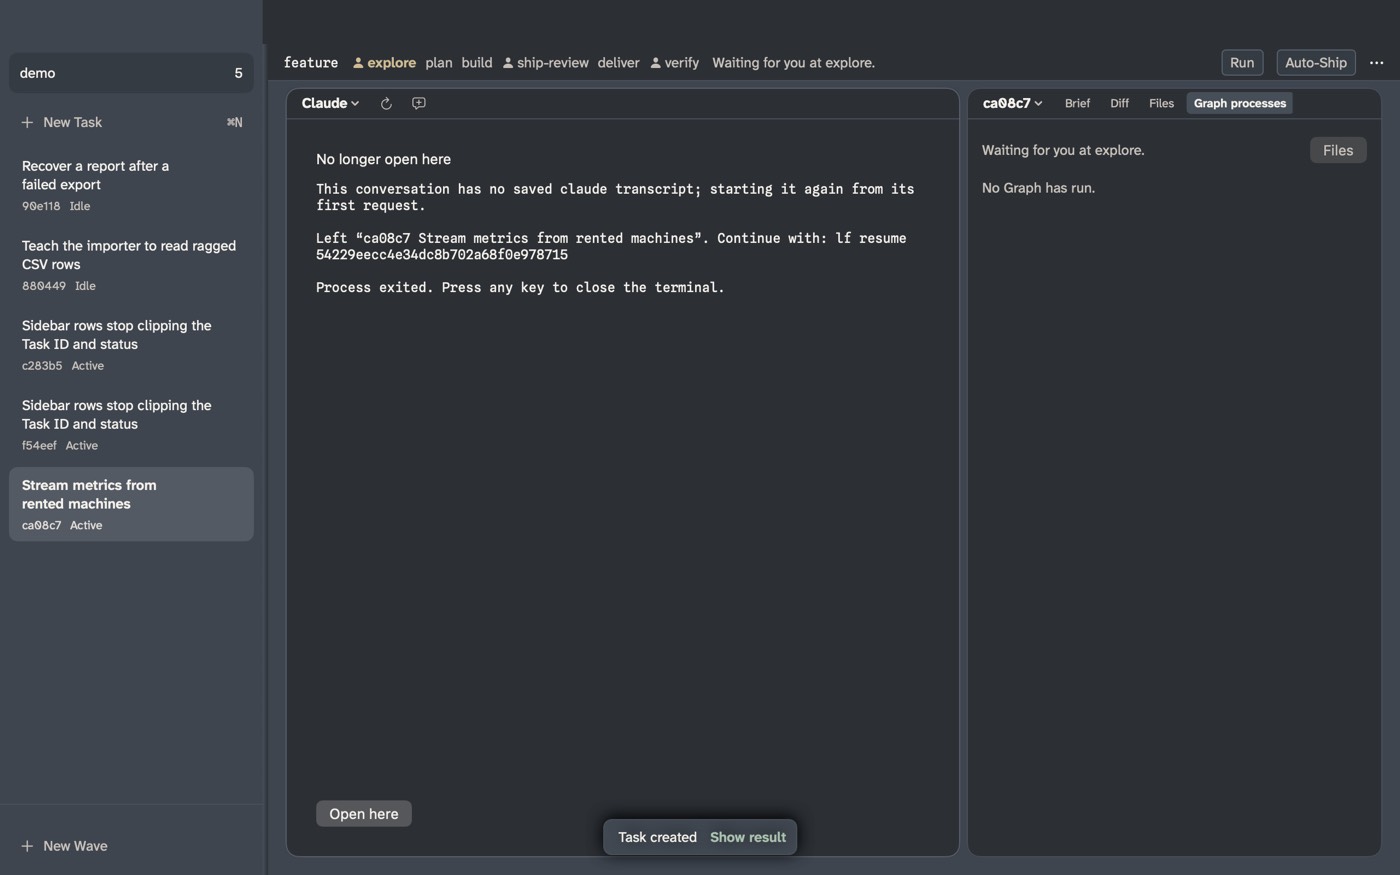 demo 5
New Task ⌘N
Recover a report after a
failed export
90e118 Idle
Teach the importer to read ragged
CSV rows
880449 Idle
Sidebar rows stop clipping the
Task ID and status
c283b5 Active
Sidebar rows stop clipping the
Task ID and status
f54eef Active
Stream metrics from
rented machines
ca08c7 Active
New Wave
feature explore plan build ship-review deliver verify Waiting for you at explore. Run Auto-Ship
Claude
No longer open here
This conversation has no saved claude transcript; starting it again from its
first request.
Left “ca08c7 Stream metrics from rented machines”. Continue with: lf resume
54229eecc4e34dc8b702a68f0e978715
Process exited. Press any key to close the terminal.
Open here
Task created Show result
ca08c7 Brief Diff Files Graph processes
Waiting for you at explore. Files
No Graph has run.